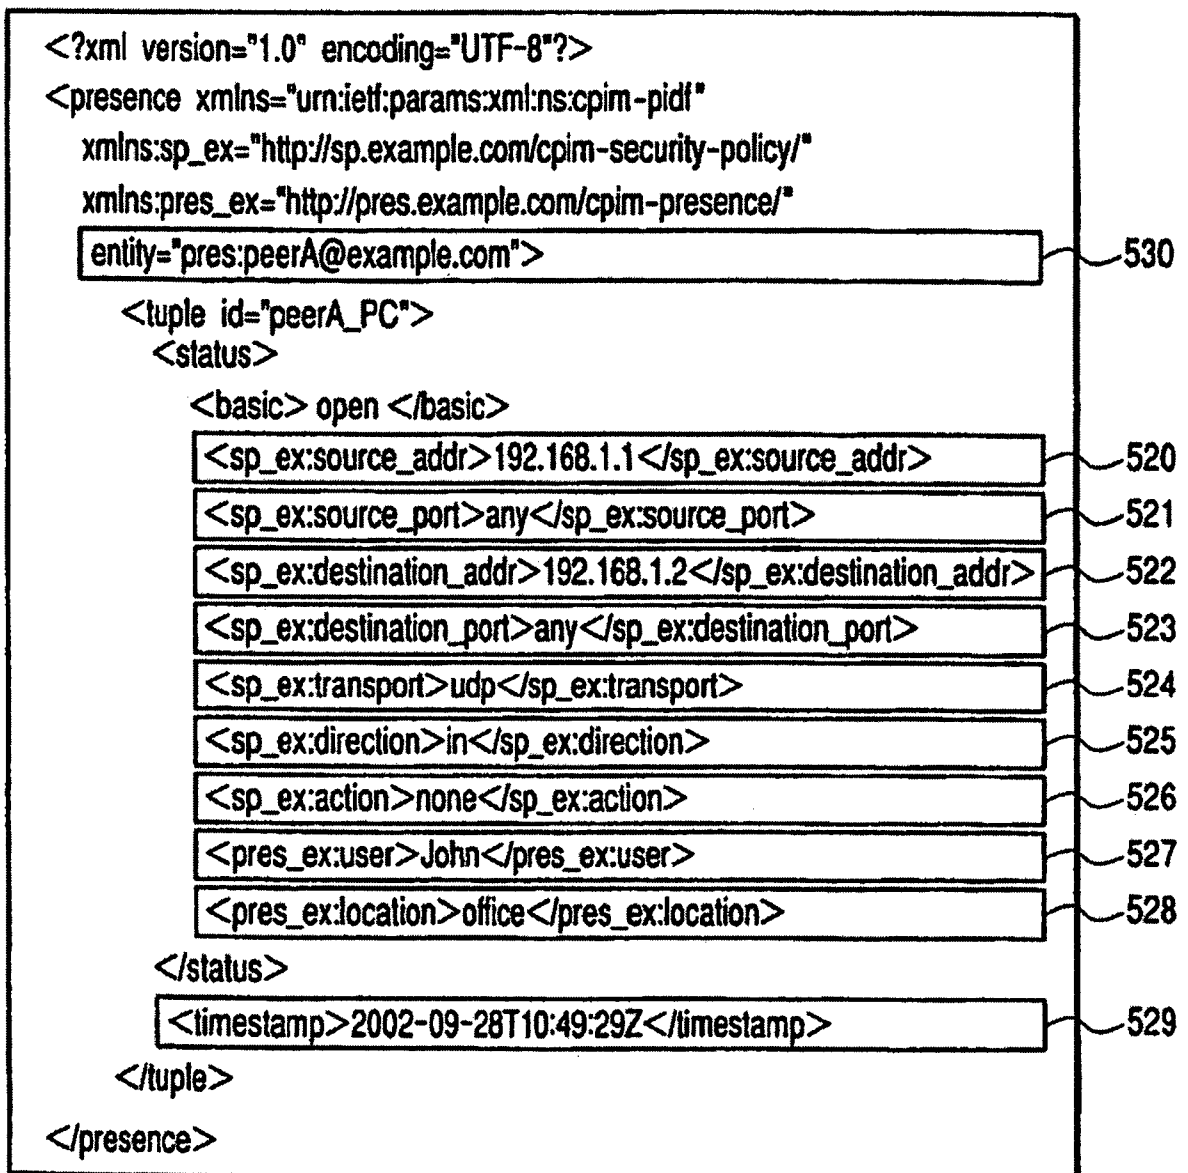 <?xml version="1.0" encoding="UTF-8"?>
<presence xmlns="urn:ietf:params:xml:ns:cpim-pidf"
xmlns:sp_ex="http://sp.example.com/cpim-security-policy/"
xmlns:pres_ex="http://pres.example.com/cpim-presence/"
entity="pres:peerA@example.com"> 530
<tuple id="peerA_PC">
<status>
<basic> open </basic>
<sp_ex:source_addr>192.168.1.1</sp_ex:source_addr> 520
<sp_ex:source_port>any</sp_ex:source_port> 521
<sp_ex:destination_addr>192.168.1.2</sp_ex:destination_addr> 522
<sp_ex:destination_port>any</sp_ex:destination_port> 523
<sp_ex:transport>udp</sp_ex:transport> 524
<sp_ex:direction>in</sp_ex:direction> 525
<sp_ex:action>none</sp_ex:action> 526
<pres_ex:user>John</pres_ex:user> 527
<pres_ex:location>office</pres_ex:location> 528
</status>
<timestamp>2002-09-28T10:49:29Z</timestamp> 529
</tuple>
</presence>